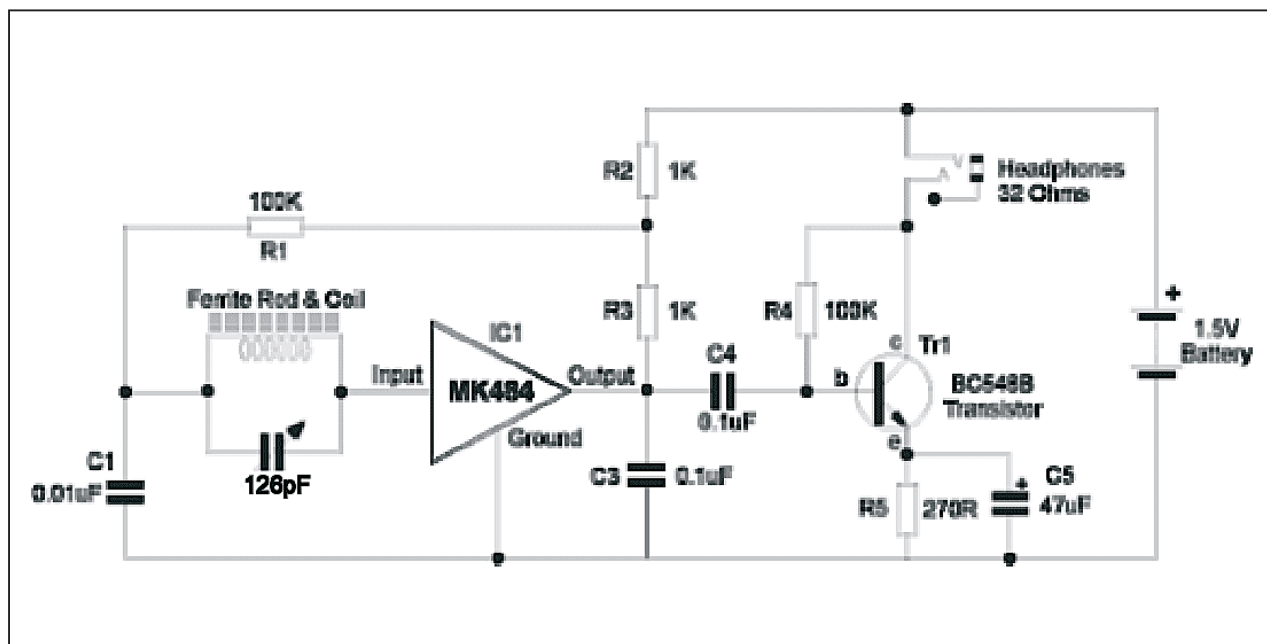 R2
1K
Headphones
32 Ohms
100K
R1
Ferrite Rod & Coil
R3
1K
R4
100K
+
1.5V
Battery
IC1
C4
c
Tr1
Input
MK484
Output
b
BC548B
Transistor
0.1uF
Ground
e
C1
0.01uF
126pF
C3
0.1uF
R5
270R
+
C5
47uF